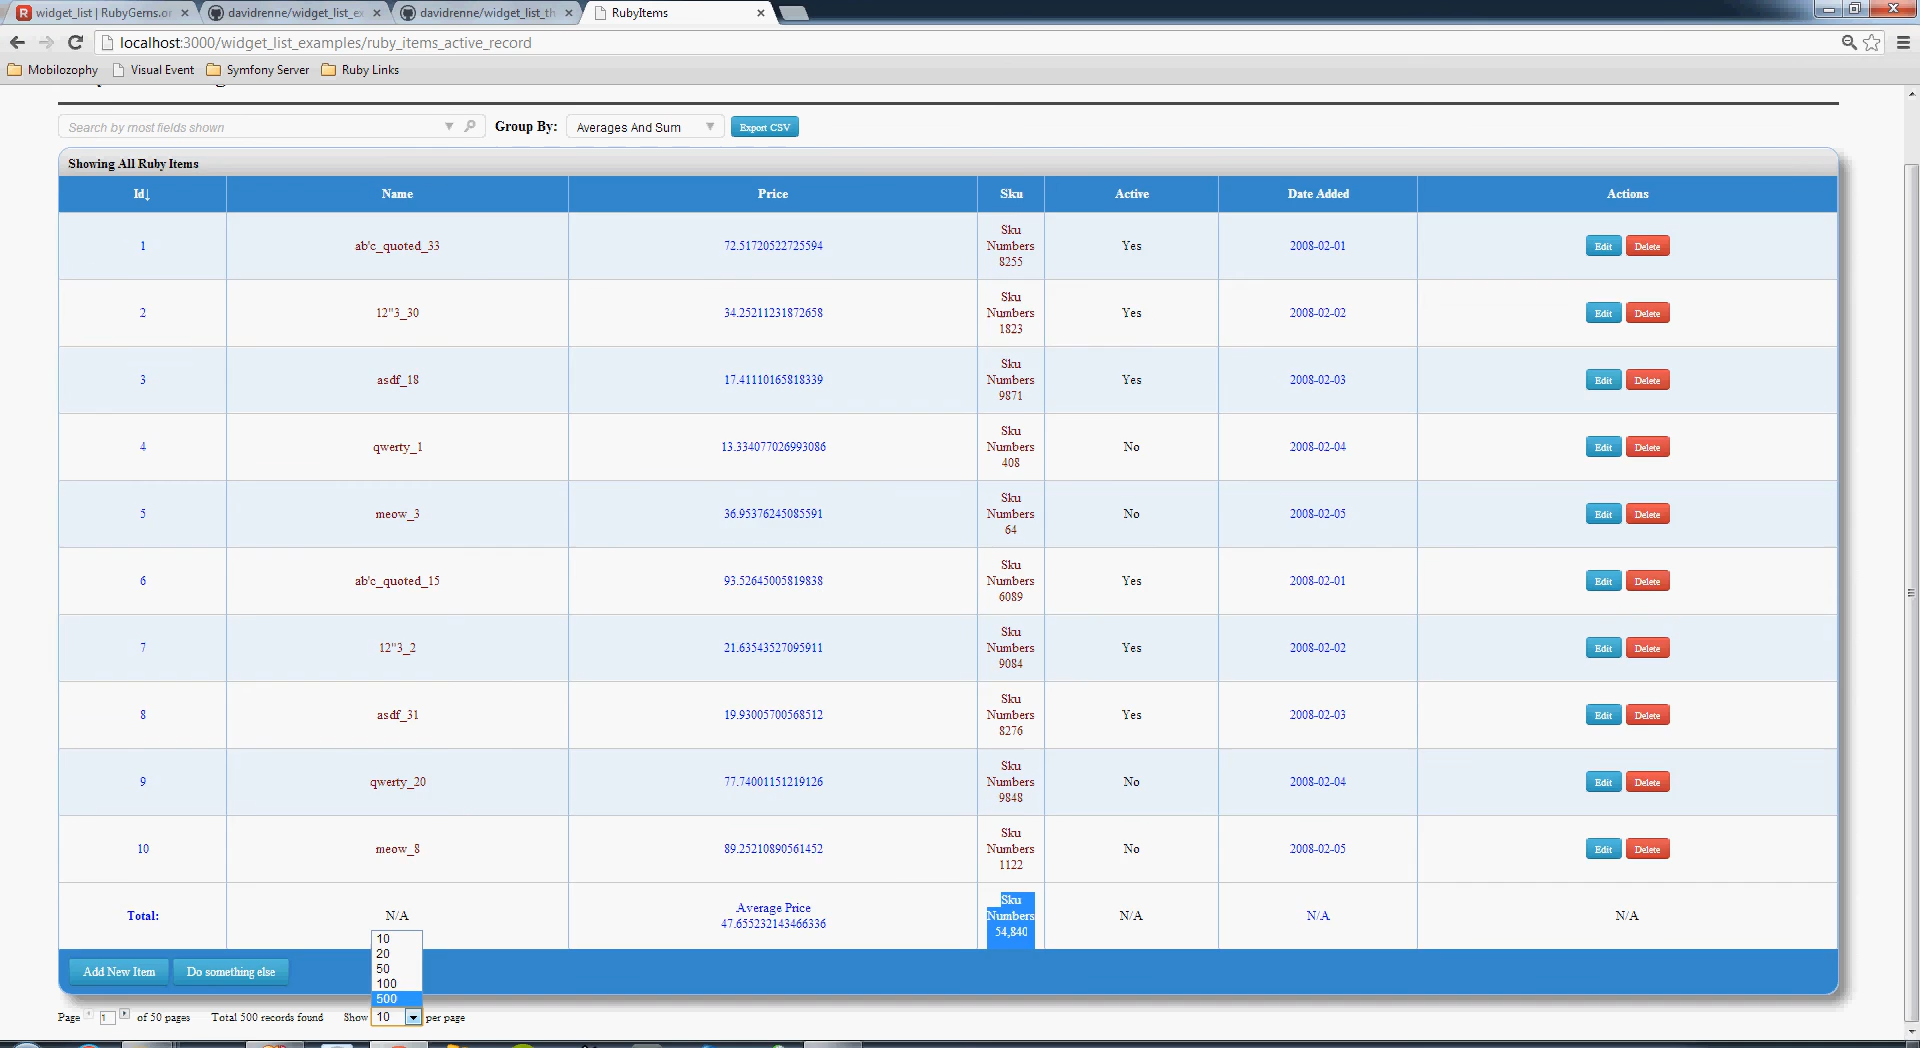 widget_list | RubyGems.or
davidrenne/widget_list_ex
davidrenne/widget_list_th
RubyItems
localhost:3000/widget_list_examples/ruby_items_active_record
Mobilozophy Visual Event Symfony Server Ruby Links
Search by most fields shown Group By: Averages And Sum Export CSV
Showing All Ruby Items
Id↓ Name Price Sku Active Date Added Actions
1 ab'c_quoted_33 72.51720522725594 Sku Numbers 8255 Yes 2008-02-01 Edit Delete
2 12"3_30 34.25211231872658 Sku Numbers 1823 Yes 2008-02-02 Edit Delete
3 asdf_18 17.41110165818339 Sku Numbers 9871 Yes 2008-02-03 Edit Delete
4 qwerty_1 13.334077026993086 Sku Numbers 408 No 2008-02-04 Edit Delete
5 meow_3 36.95376245085591 Sku Numbers 64 No 2008-02-05 Edit Delete
6 ab'c_quoted_15 93.52645005819838 Sku Numbers 6089 Yes 2008-02-01 Edit Delete
7 12"3_2 21.63543527095911 Sku Numbers 9084 Yes 2008-02-02 Edit Delete
8 asdf_31 19.93005700568512 Sku Numbers 8276 Yes 2008-02-03 Edit Delete
9 qwerty_20 77.74001151219126 Sku Numbers 9848 No 2008-02-04 Edit Delete
10 meow_8 89.25210890561452 Sku Numbers 1122 No 2008-02-05 Edit Delete
Total: N/A Average Price 47.655232143466336 Sku Numbers 54,840 N/A N/A N/A
10
20
50
100
500
Add New Item Do something else
Page 1 of 50 pages Total 500 records found Show 10 per page